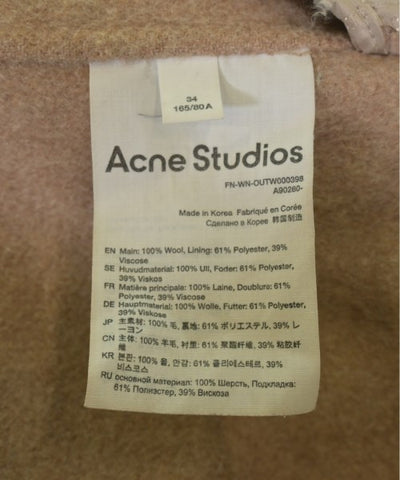 34
165/80A
Acne Studios
FN-WN-OUTW000398
A90260-
Made in Korea Fabriqué en Corée
Сделано в Корее 韩国制造
EN Main: 100% Wool, Lining: 61% Polyester, 39%
Viscose
SE Huvudmaterial: 100% Ull, Foder: 61% Polyester,
39% Viskos
FR Matière principale: 100% Laine, Doublure: 61%
Polyester, 39% Viscose
DE Hauptmaterial: 100% Wolle, Futter: 61% Polyester,
39% Viskose
JP 主素材: 100% 毛, 裏地: 61% ポリエステル, 39% レ
ーヨン
CN 主体: 100% 羊毛, 衬里: 61% 聚酯纤维, 39% 粘胶纤
维
KR 본판: 100% 울, 안감: 61% 폴리에스테르, 39%
비스코스
RU основной материал: 100% Шерсть, Подкладка:
61% Полиэстер, 39% Вискоза